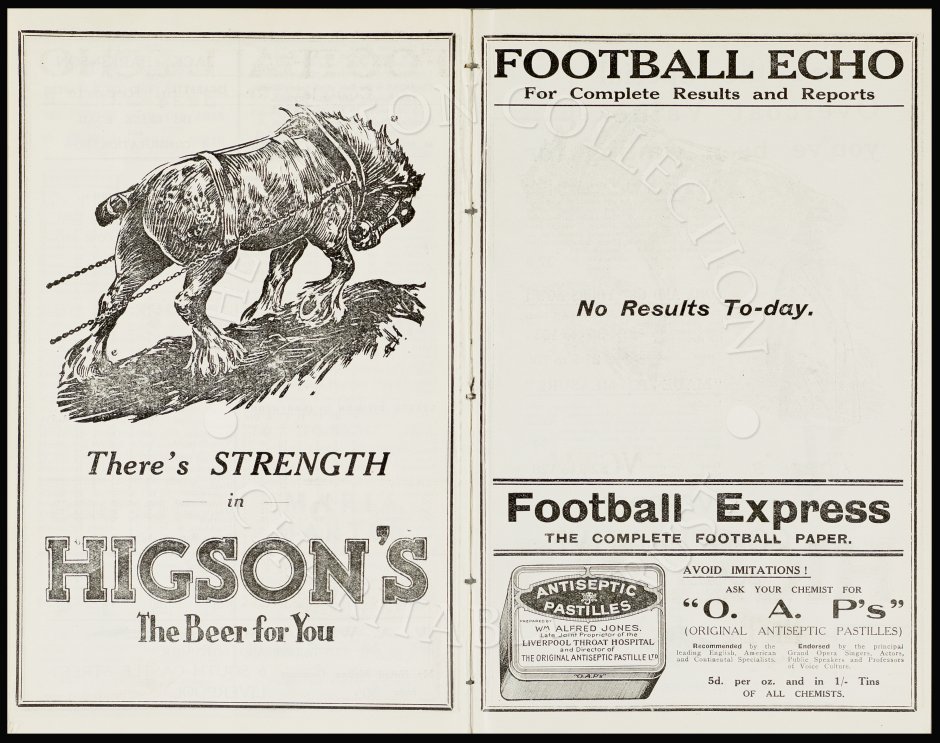 There's STRENGTH
in
HIGSON'S
The Beer for You
FOOTBALL ECHO
For Complete Results and Reports
No Results To-day.
Football Express
THE COMPLETE FOOTBALL PAPER.
ANTISEPTIC
PASTILLES
PREPARED BY
WM ALFRED JONES.
Late Joint Proprietor of the
LIVERPOOL THROAT HOSPITAL
and Director of
THE ORIGINAL ANTISEPTIC PASTILLE LTD
"O.A.P's"
AVOID IMITATIONS!
ASK YOUR CHEMIST FOR
"O. A. P's"
(ORIGINAL ANTISEPTIC PASTILLES)
Recommended by the
leading English, American
and Continental Specialists.
Endorsed by the principal
Grand Opera Singers, Actors,
Public Speakers and Professors
of Voice Culture.
5d. per oz. and in 1/- Tins
OF ALL CHEMISTS.